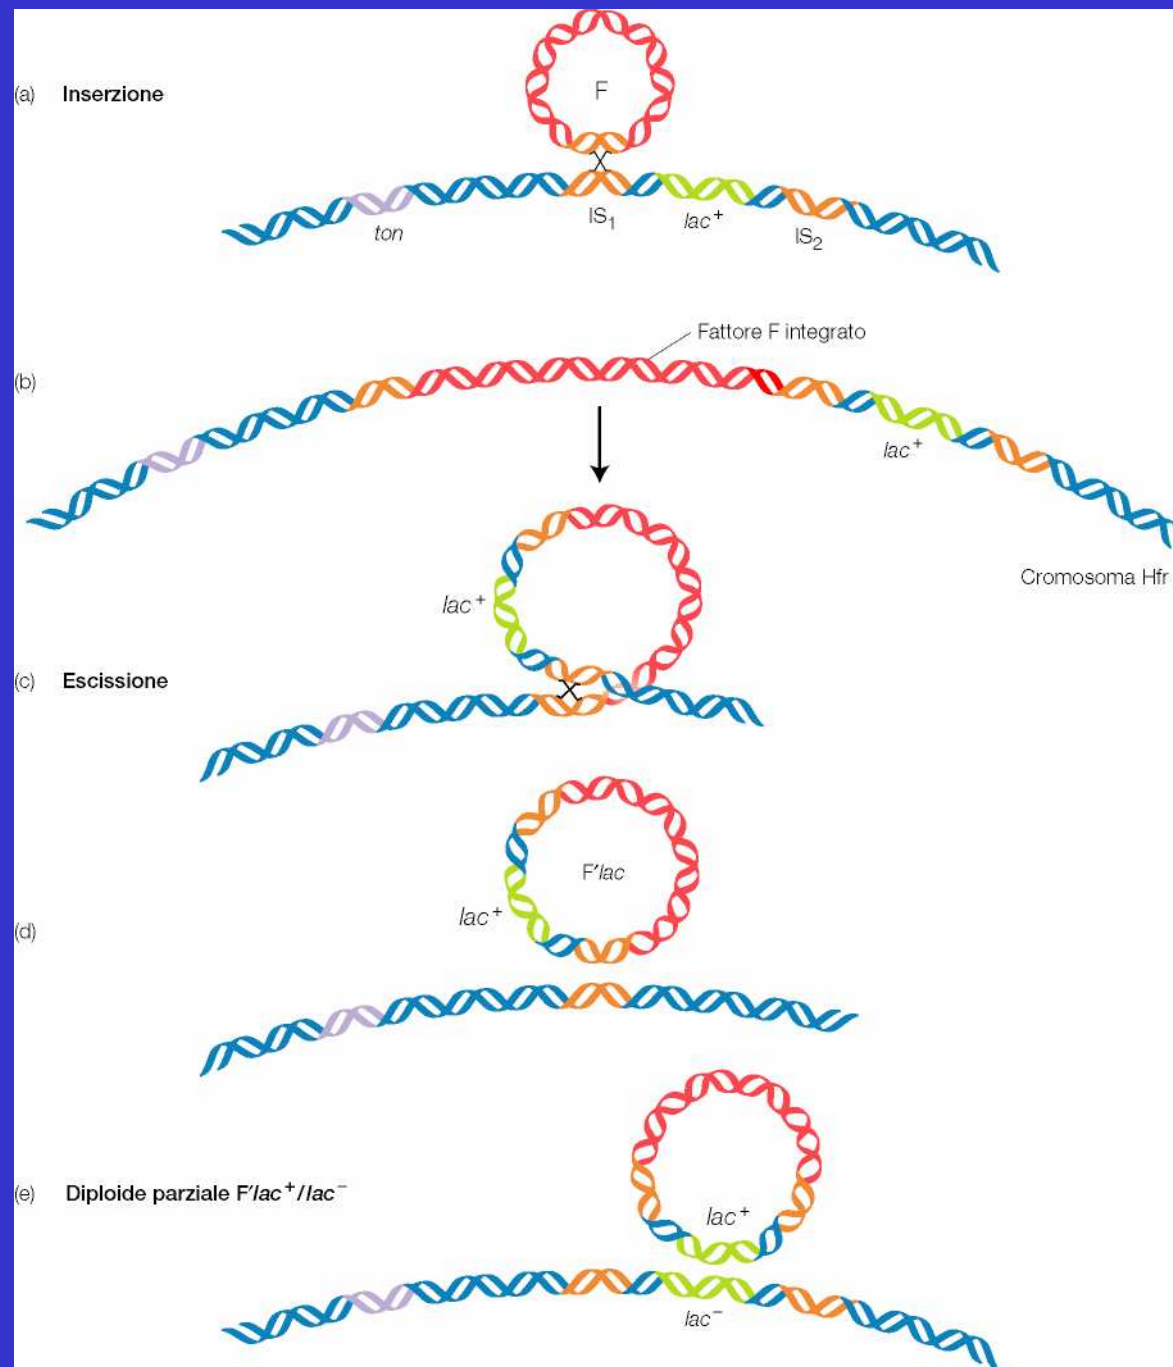 (a) Inserzione
F
ton
IS₁
lac⁺
IS₂
Fattore F integrato
(b)
lac⁺
Cromosoma Hfr
lac⁺
(c) Escissione
F′lac
lac⁺
(d)
(e) Diploide parziale F′lac⁺/lac⁻
lac⁺
lac⁻